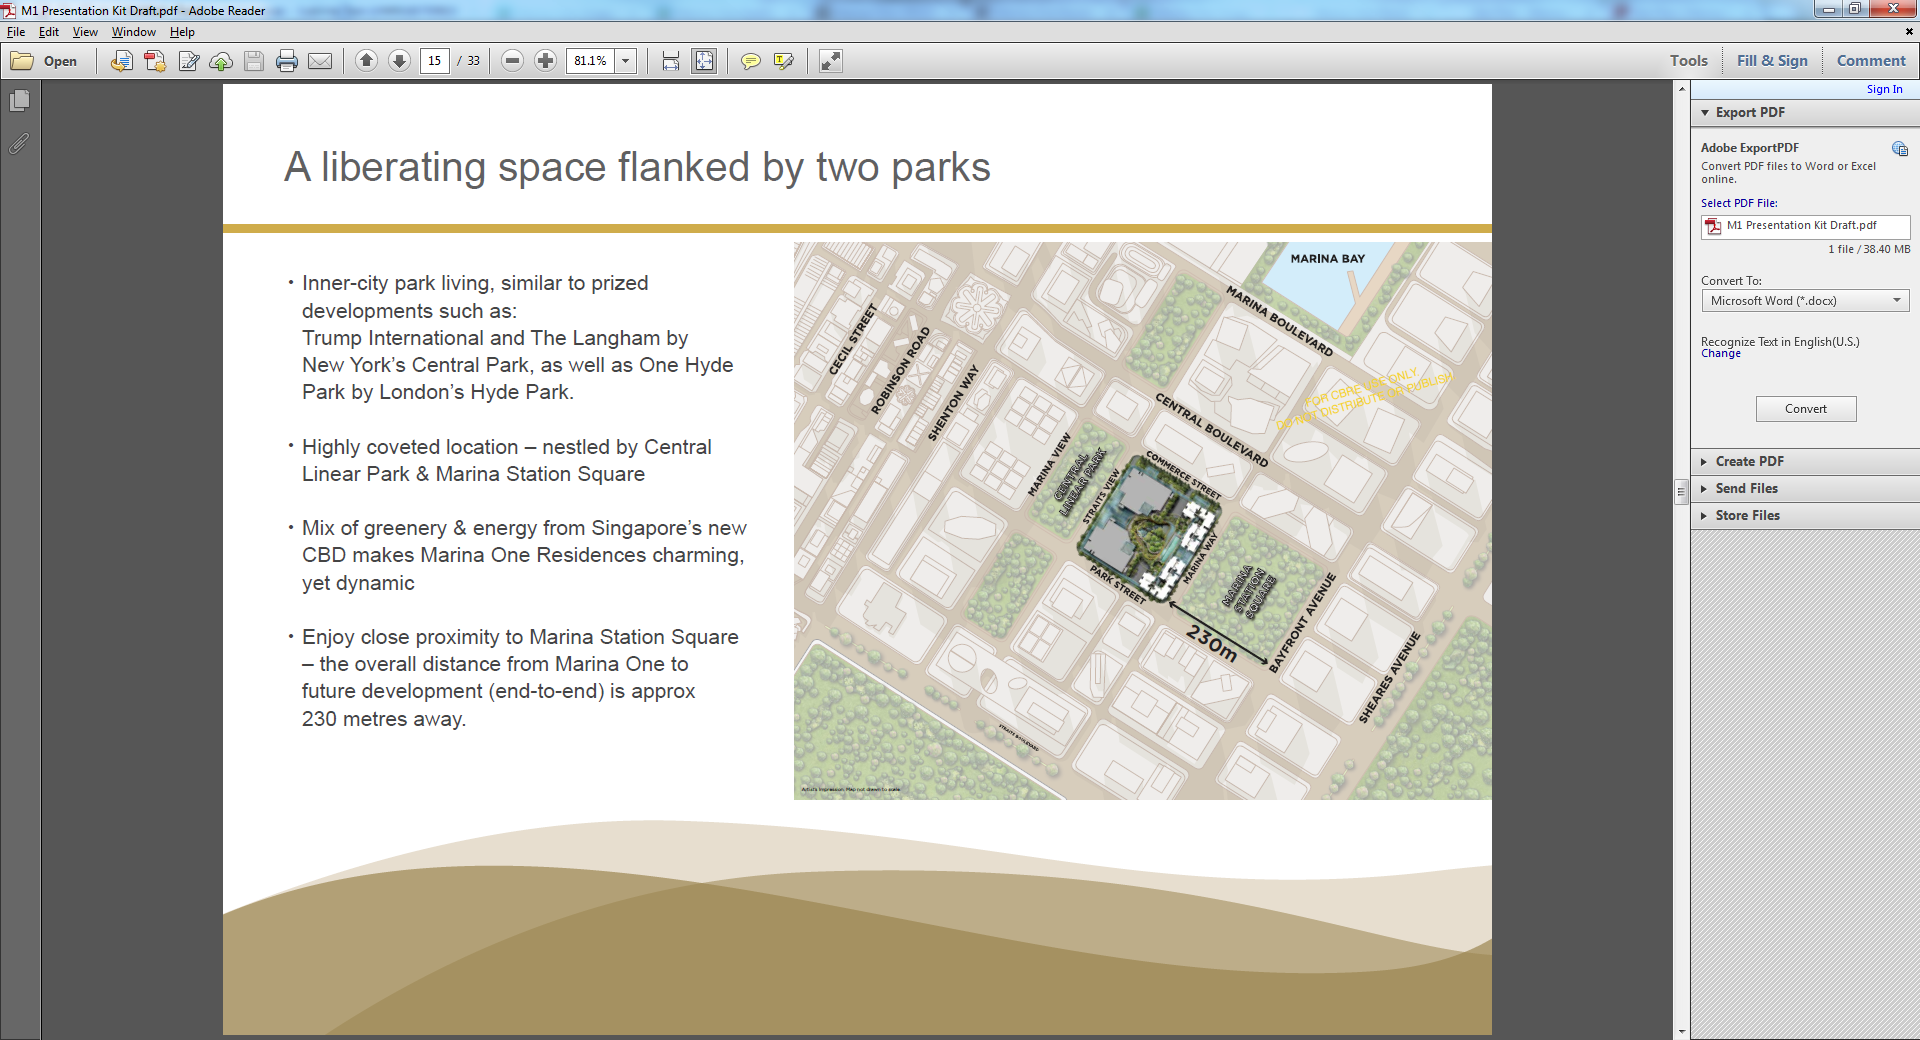 M1 Presentation Kit Draft.pdf - Adobe Reader
File Edit View Window Help
Open
15 / 33
81.1%
Tools
Fill & Sign
Comment
Sign In
A liberating space flanked by two parks
• Inner-city park living, similar to prized
developments such as:
Trump International and The Langham by
New York’s Central Park, as well as One Hyde
Park by London’s Hyde Park.
• Highly coveted location – nestled by Central
Linear Park & Marina Station Square
• Mix of greenery & energy from Singapore’s new
CBD makes Marina One Residences charming,
yet dynamic
• Enjoy close proximity to Marina Station Square
– the overall distance from Marina One to
future development (end-to-end) is approx
230 metres away.
MARINA BAY
MARINA BOULEVARD
CECIL STREET
ROBINSON ROAD
SHENTON WAY
FOR CBRE USE ONLY
DO NOT DISTRIBUTE OR PUBLISH
CENTRAL BOULEVARD
MARINA VIEW
CENTRAL
LINEAR PARK
STRAITS VIEW
COMMERCE STREET
MARINA WAY
PARK STREET
MARINA
STATION
SQUARE
230m
BAYFRONT AVENUE
SHEARES AVENUE
STRAITS BOULEVARD
Artist's Impression. Map not drawn to scale
Export PDF
Adobe ExportPDF
Convert PDF files to Word or Excel
online.
Select PDF File:
M1 Presentation Kit Draft.pdf
1 file / 38.40 MB
Convert To:
Microsoft Word (*.docx)
Recognize Text in English(U.S.)
Change
Convert
Create PDF
Send Files
Store Files